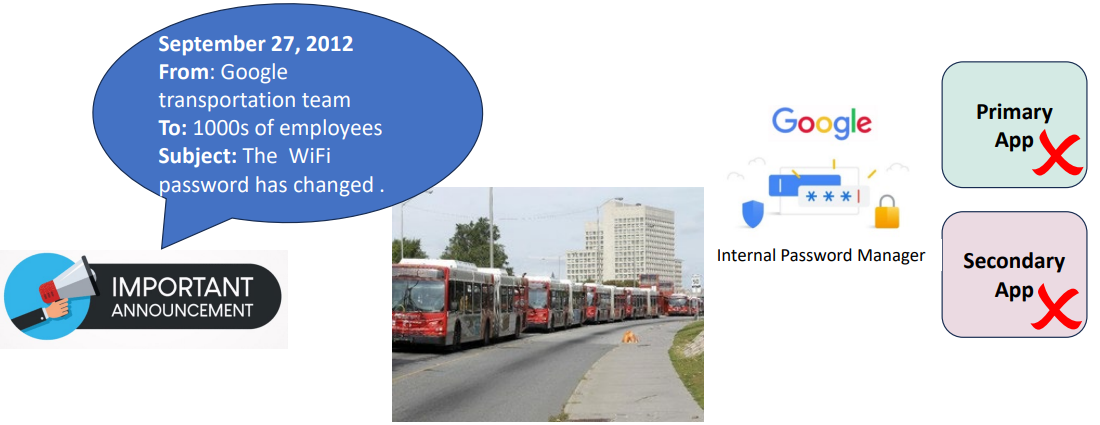 September 27, 2012
From: Google
transportation team
To: 1000s of employees
Subject: The WiFi
password has changed .
IMPORTANT
ANNOUNCEMENT
Google
***|
Internal Password Manager
Primary
App
Secondary
App